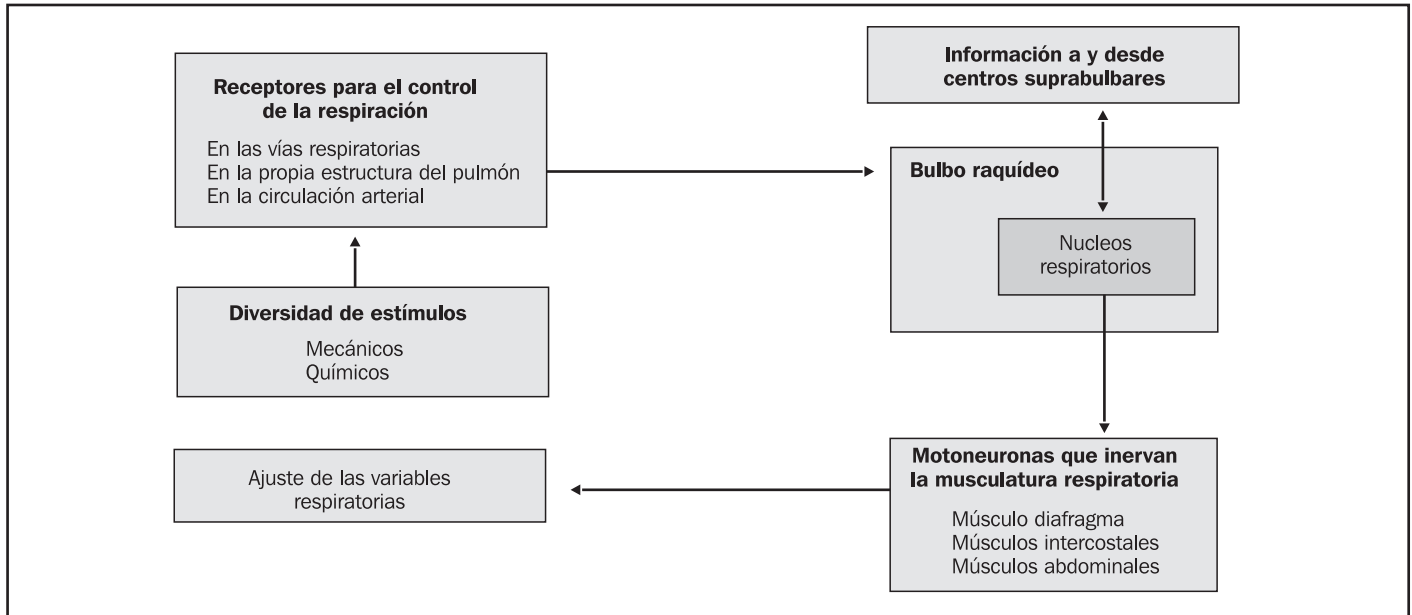 Receptores para el control
de la respiración
En las vías respiratorias
En la propia estructura del pulmón
En la circulación arterial
Diversidad de estímulos
Mecánicos
Químicos
Ajuste de las variables
respiratorias
Información a y desde
centros suprabulbares
Bulbo raquídeo
Nucleos
respiratorios
Motoneuronas que inervan
la musculatura respiratoria
Músculo diafragma
Músculos intercostales
Músculos abdominales